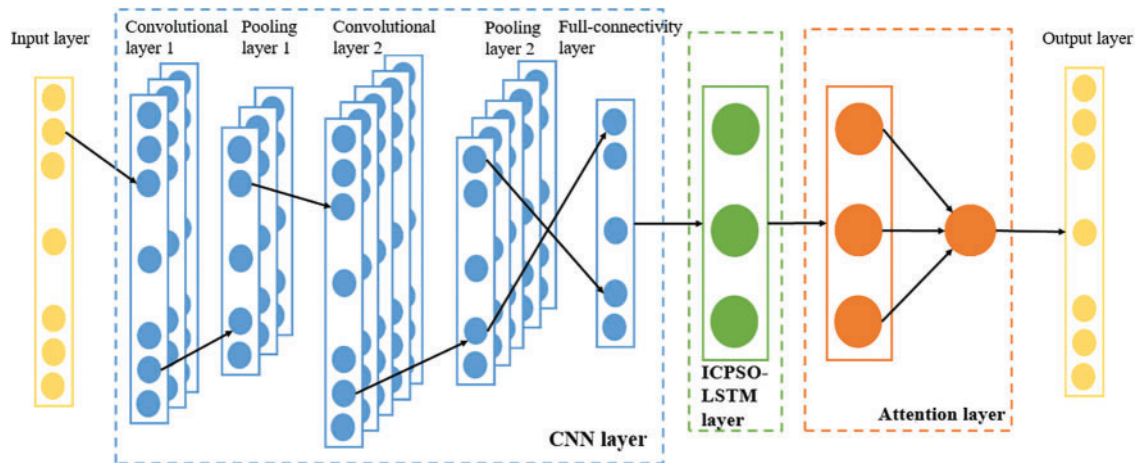 Input layer
Convolutional
layer 1
Pooling
layer 1
Convolutional
layer 2
Pooling
layer 2
Full-connectivity
layer
Output layer
ICPSO-
LSTM
layer
Attention layer
CNN layer